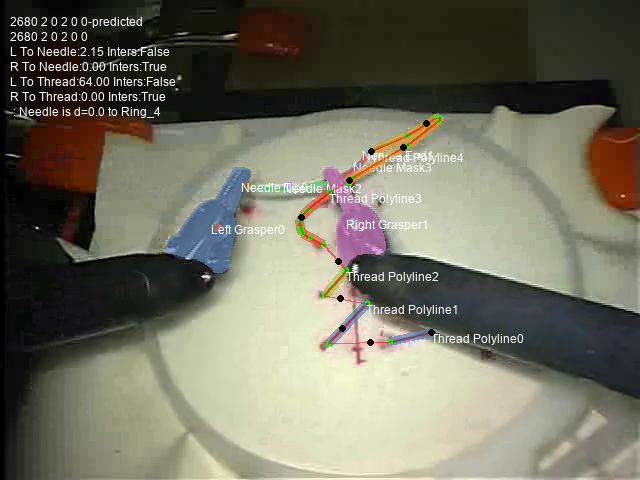 2680 2 0 2 0 0-predicted
2680 2 0 2 0 0
L To Needle:2.15 Inters:False
R To Needle:0.00 Inters:True
L To Thread:64.00 Inters:False
R To Thread:0.00 Inters:True
: Needle is d=0.0 to Ring_4
Thread Polyline4
Needle Mask3
Needle Mask2
Thread Polyline3
Left Grasper0
Right Grasper1
Thread Polyline2
Thread Polyline1
Thread Polyline0